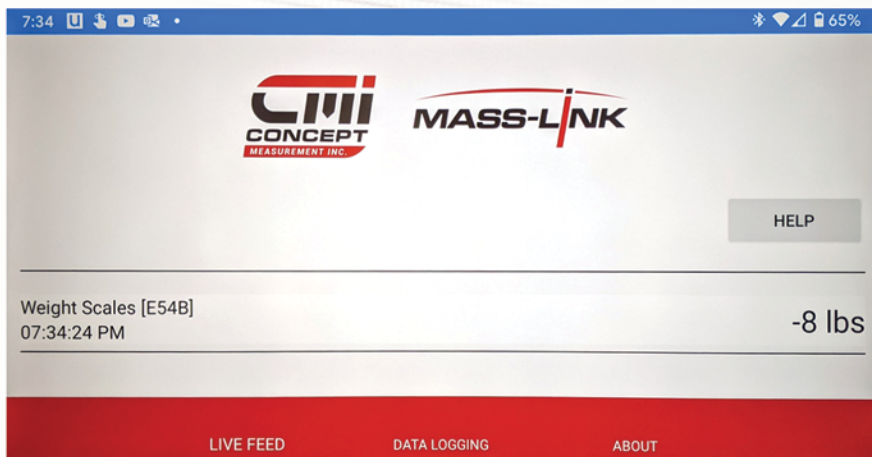 7:34
65%
CMI
CONCEPT
MEASUREMENT INC.
MASS-LINK
HELP
Weight Scales [E54B]
07:34:24 PM
-8 lbs
LIVE FEED
DATA LOGGING
ABOUT